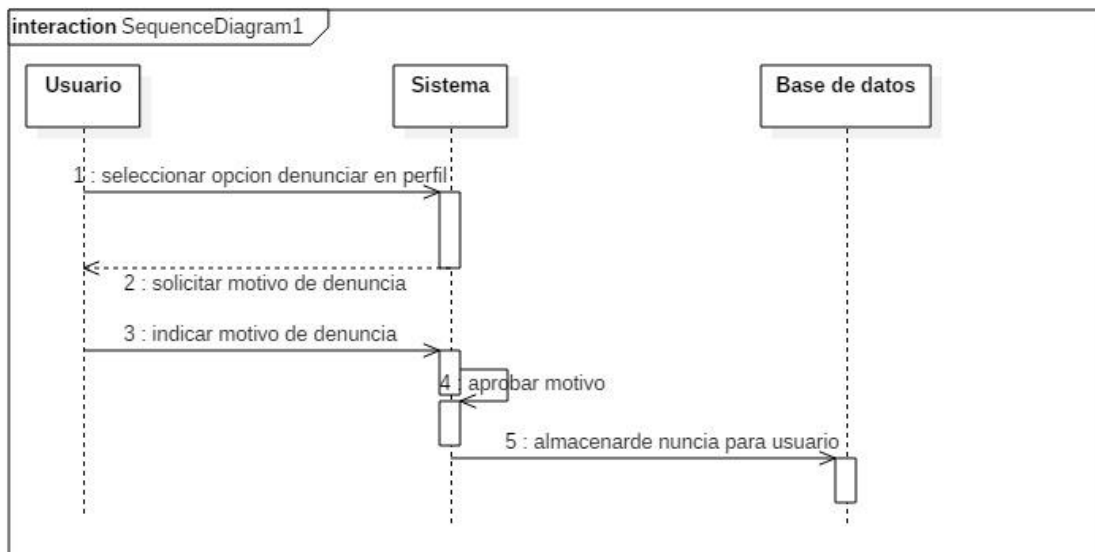 interaction SequenceDiagram1
Usuario
Sistema
Base de datos
1 : seleccionar opcion denunciar en perfil
2 : solicitar motivo de denuncia
3 : indicar motivo de denuncia
4 : aprobar motivo
5 : almacenarde nuncia para usuario